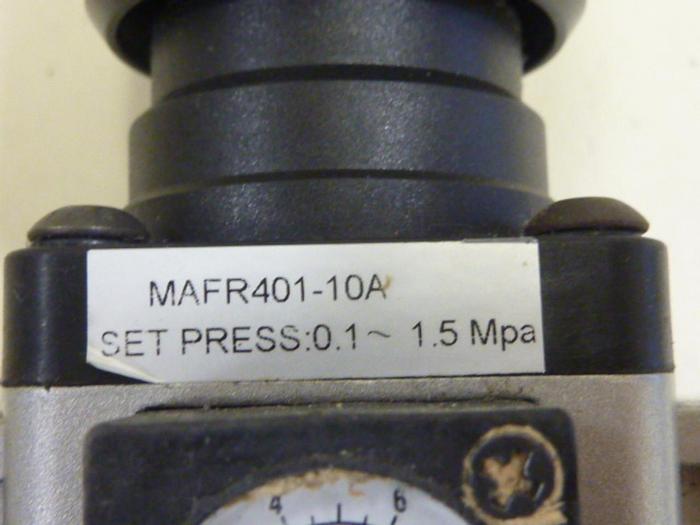 MAFR401-10A
SET PRESS:0.1~ 1.5 Mpa
4 6